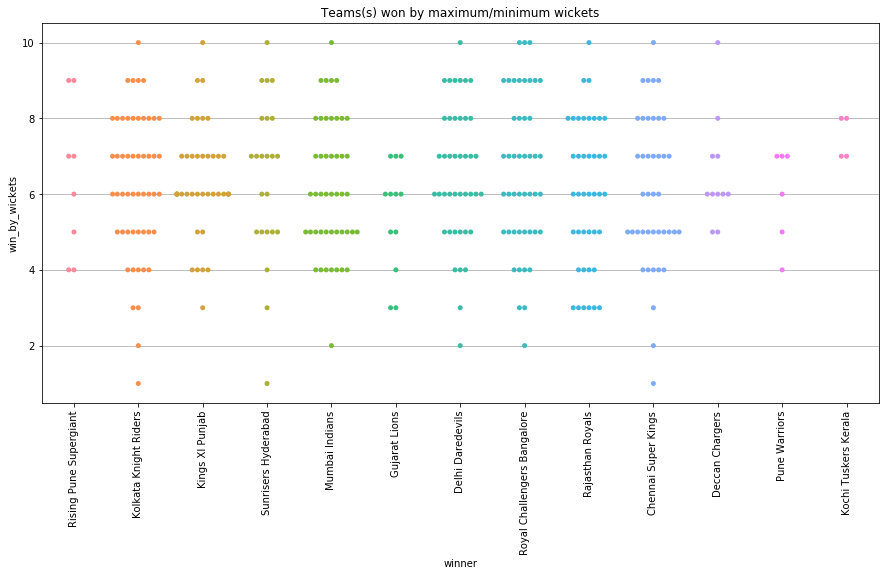 Teams(s) won by maximum/minimum wickets
10
8
6
4
2
win_by_wickets
Rising Pune Supergiant
Kolkata Knight Riders
Kings XI Punjab
Sunrisers Hyderabad
Mumbai Indians
Gujarat Lions
Delhi Daredevils
Royal Challengers Bangalore
Rajasthan Royals
Chennai Super Kings
Deccan Chargers
Pune Warriors
Kochi Tuskers Kerala
winner